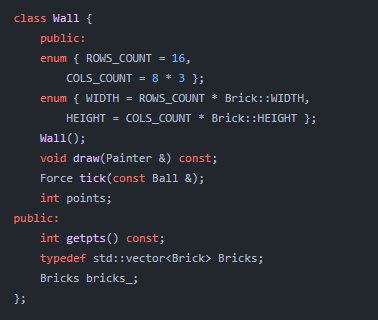 class Wall {
    public:
    enum { ROWS_COUNT = 16,
        COLS_COUNT = 8 * 3 };
    enum { WIDTH = ROWS_COUNT * Brick::WIDTH,
        HEIGHT = COLS_COUNT * Brick::HEIGHT };
    Wall();
    void draw(Painter &) const;
    Force tick(const Ball &);
    int points;
public:
    int getpts() const;
    typedef std::vector<Brick> Bricks;
    Bricks bricks_;
};